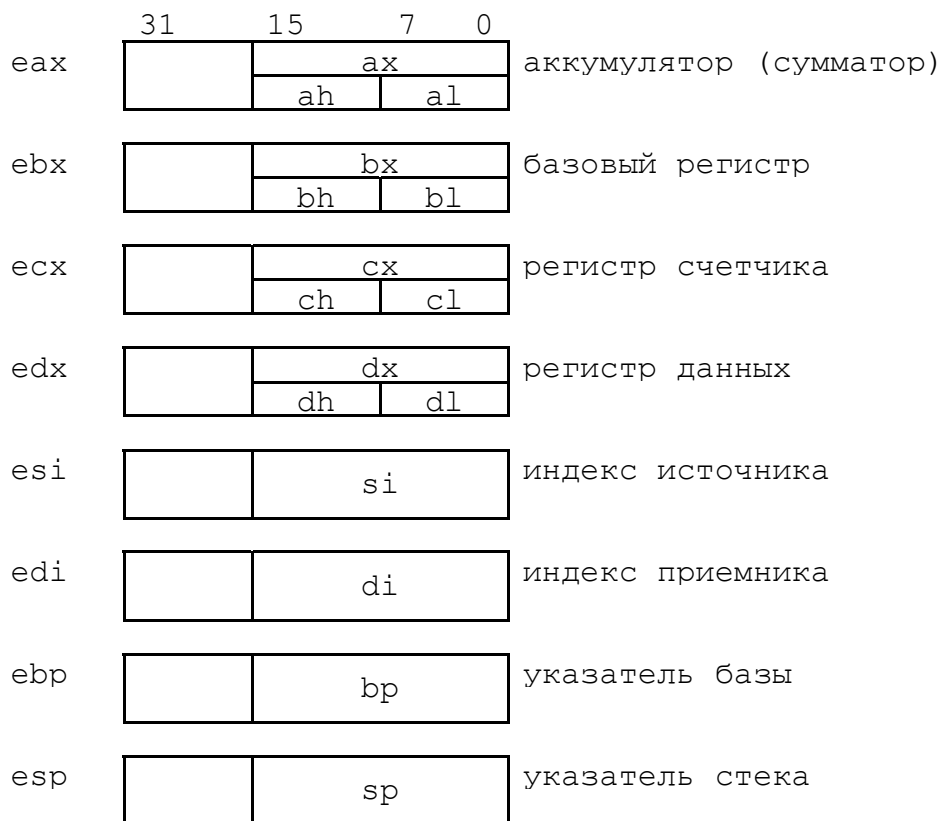 31 15 7 0
eax ax аккумулятор (сумматор)
ah al
ebx bx базовый регистр
bh bl
ecx cx регистр счетчика
ch cl
edx dx регистр данных
dh dl
esi si индекс источника
edi di индекс приемника
ebp bp указатель базы
esp sp указатель стека